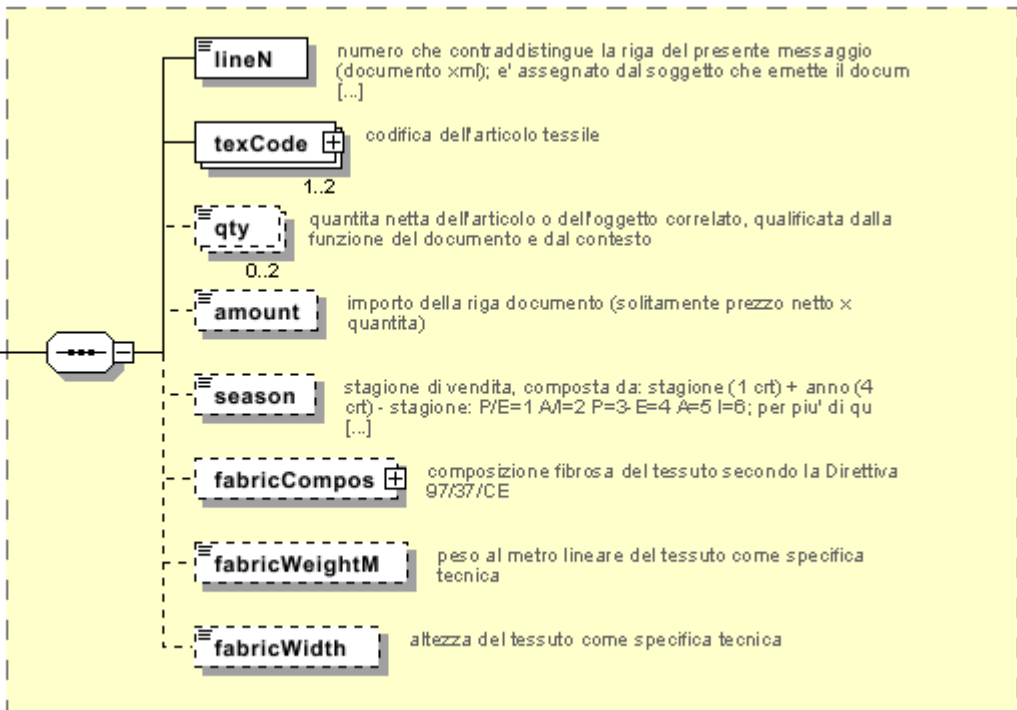 lineN
numero che contraddistingue la riga del presente messaggio
(documento xml); e' assegnato dal soggetto che emette il docum
[...]
texCode
codifica dell'articolo tessile
1..2
qty
quantita netta dell'articolo o dell'oggetto correlato, qualificata dalla
funzione del documento e dal contesto
0..2
amount
importo della riga documento (solitamente prezzo netto x
quantita)
season
stagione di vendita, composta da: stagione (1 crt) + anno (4
crt) - stagione: P/E=1 A/I=2 P=3- E=4 A=5 I=6; per piu' di qu
[...]
fabricCompos
composizione fibrosa del tessuto secondo la Direttiva
97/37/CE
fabricWeightM
peso al metro lineare del tessuto come specifica
tecnica
fabricWidth
altezza del tessuto come specifica tecnica